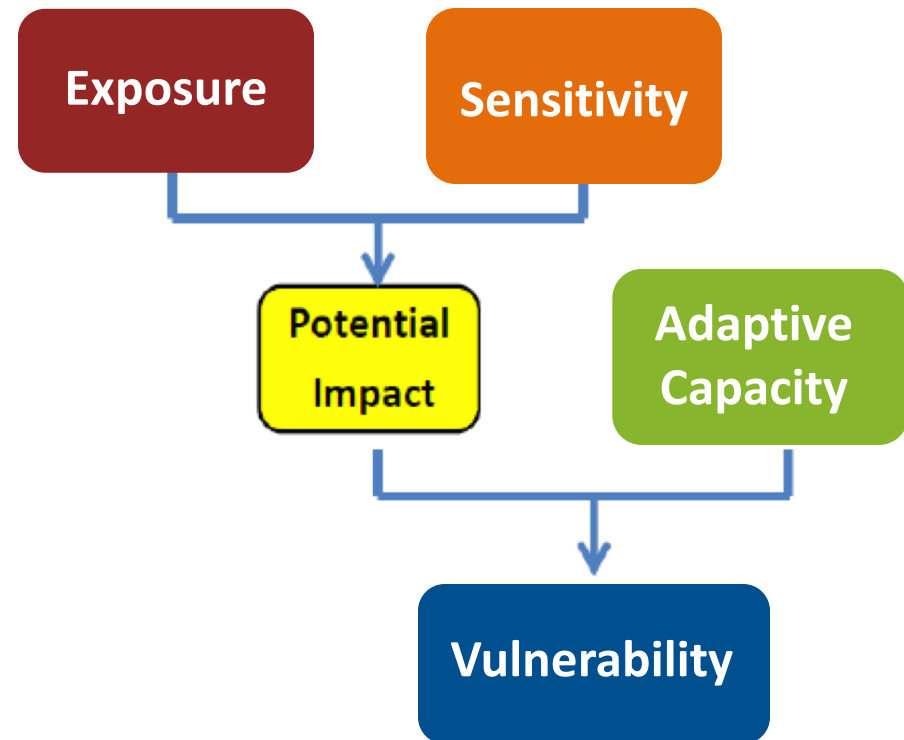 Exposure
Sensitivity
Potential
Impact
Adaptive
Capacity
Vulnerability